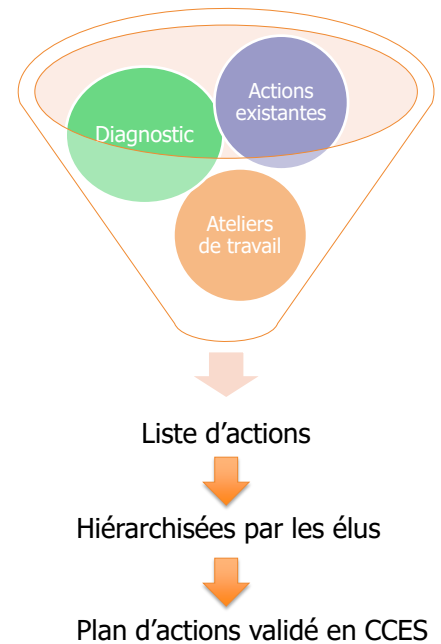 Actions
existantes
Diagnostic
Ateliers
de travail
Liste d’actions
Hiérarchisées par les élus
Plan d’actions validé en CCES